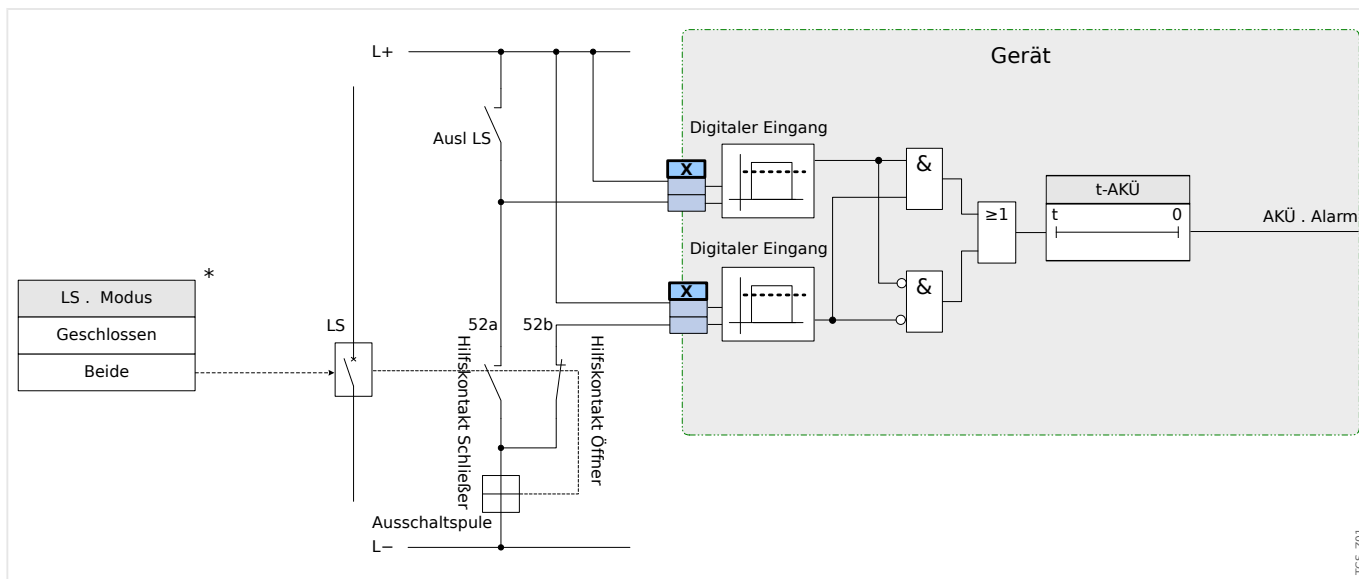 L+
Gerät
Digitaler Eingang
Ausl LS
X
&
t-AKÜ
≥1
t 0
AKÜ . Alarm
Digitaler Eingang
*
X
&
LS . Modus
Geschlossen
Beide
LS
52a
52b
Hilfskontakt Schließer
Hilfskontakt Öffner
Ausschaltspule
L−